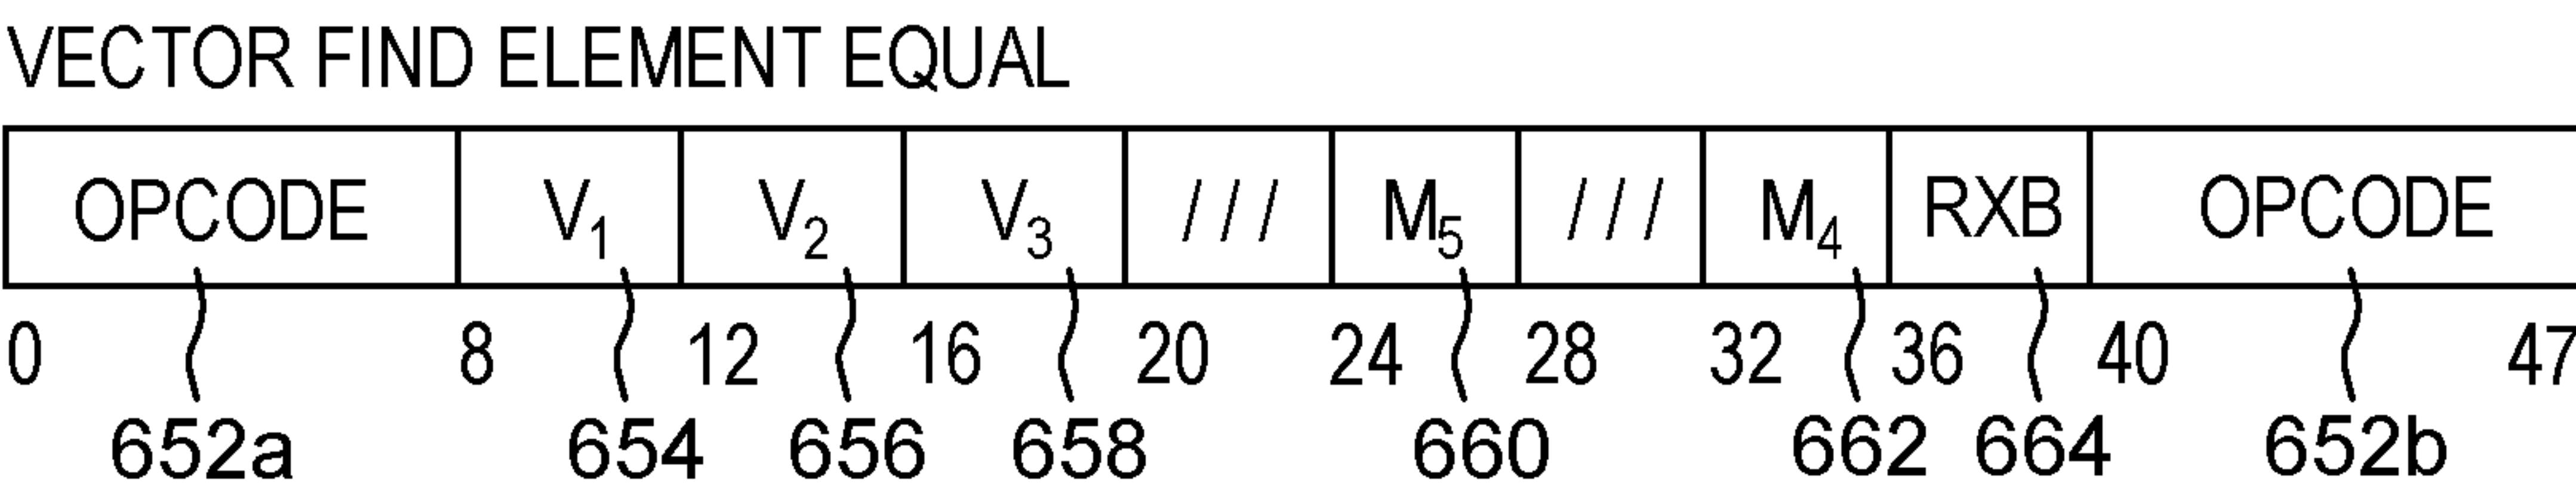 VECTOR FIND ELEMENT EQUAL
OPCODE V1 V2 V3 /// M5 /// M4 RXB OPCODE
0 8 12 16 20 24 28 32 36 40 47
652a 654 656 658 660 662 664 652b